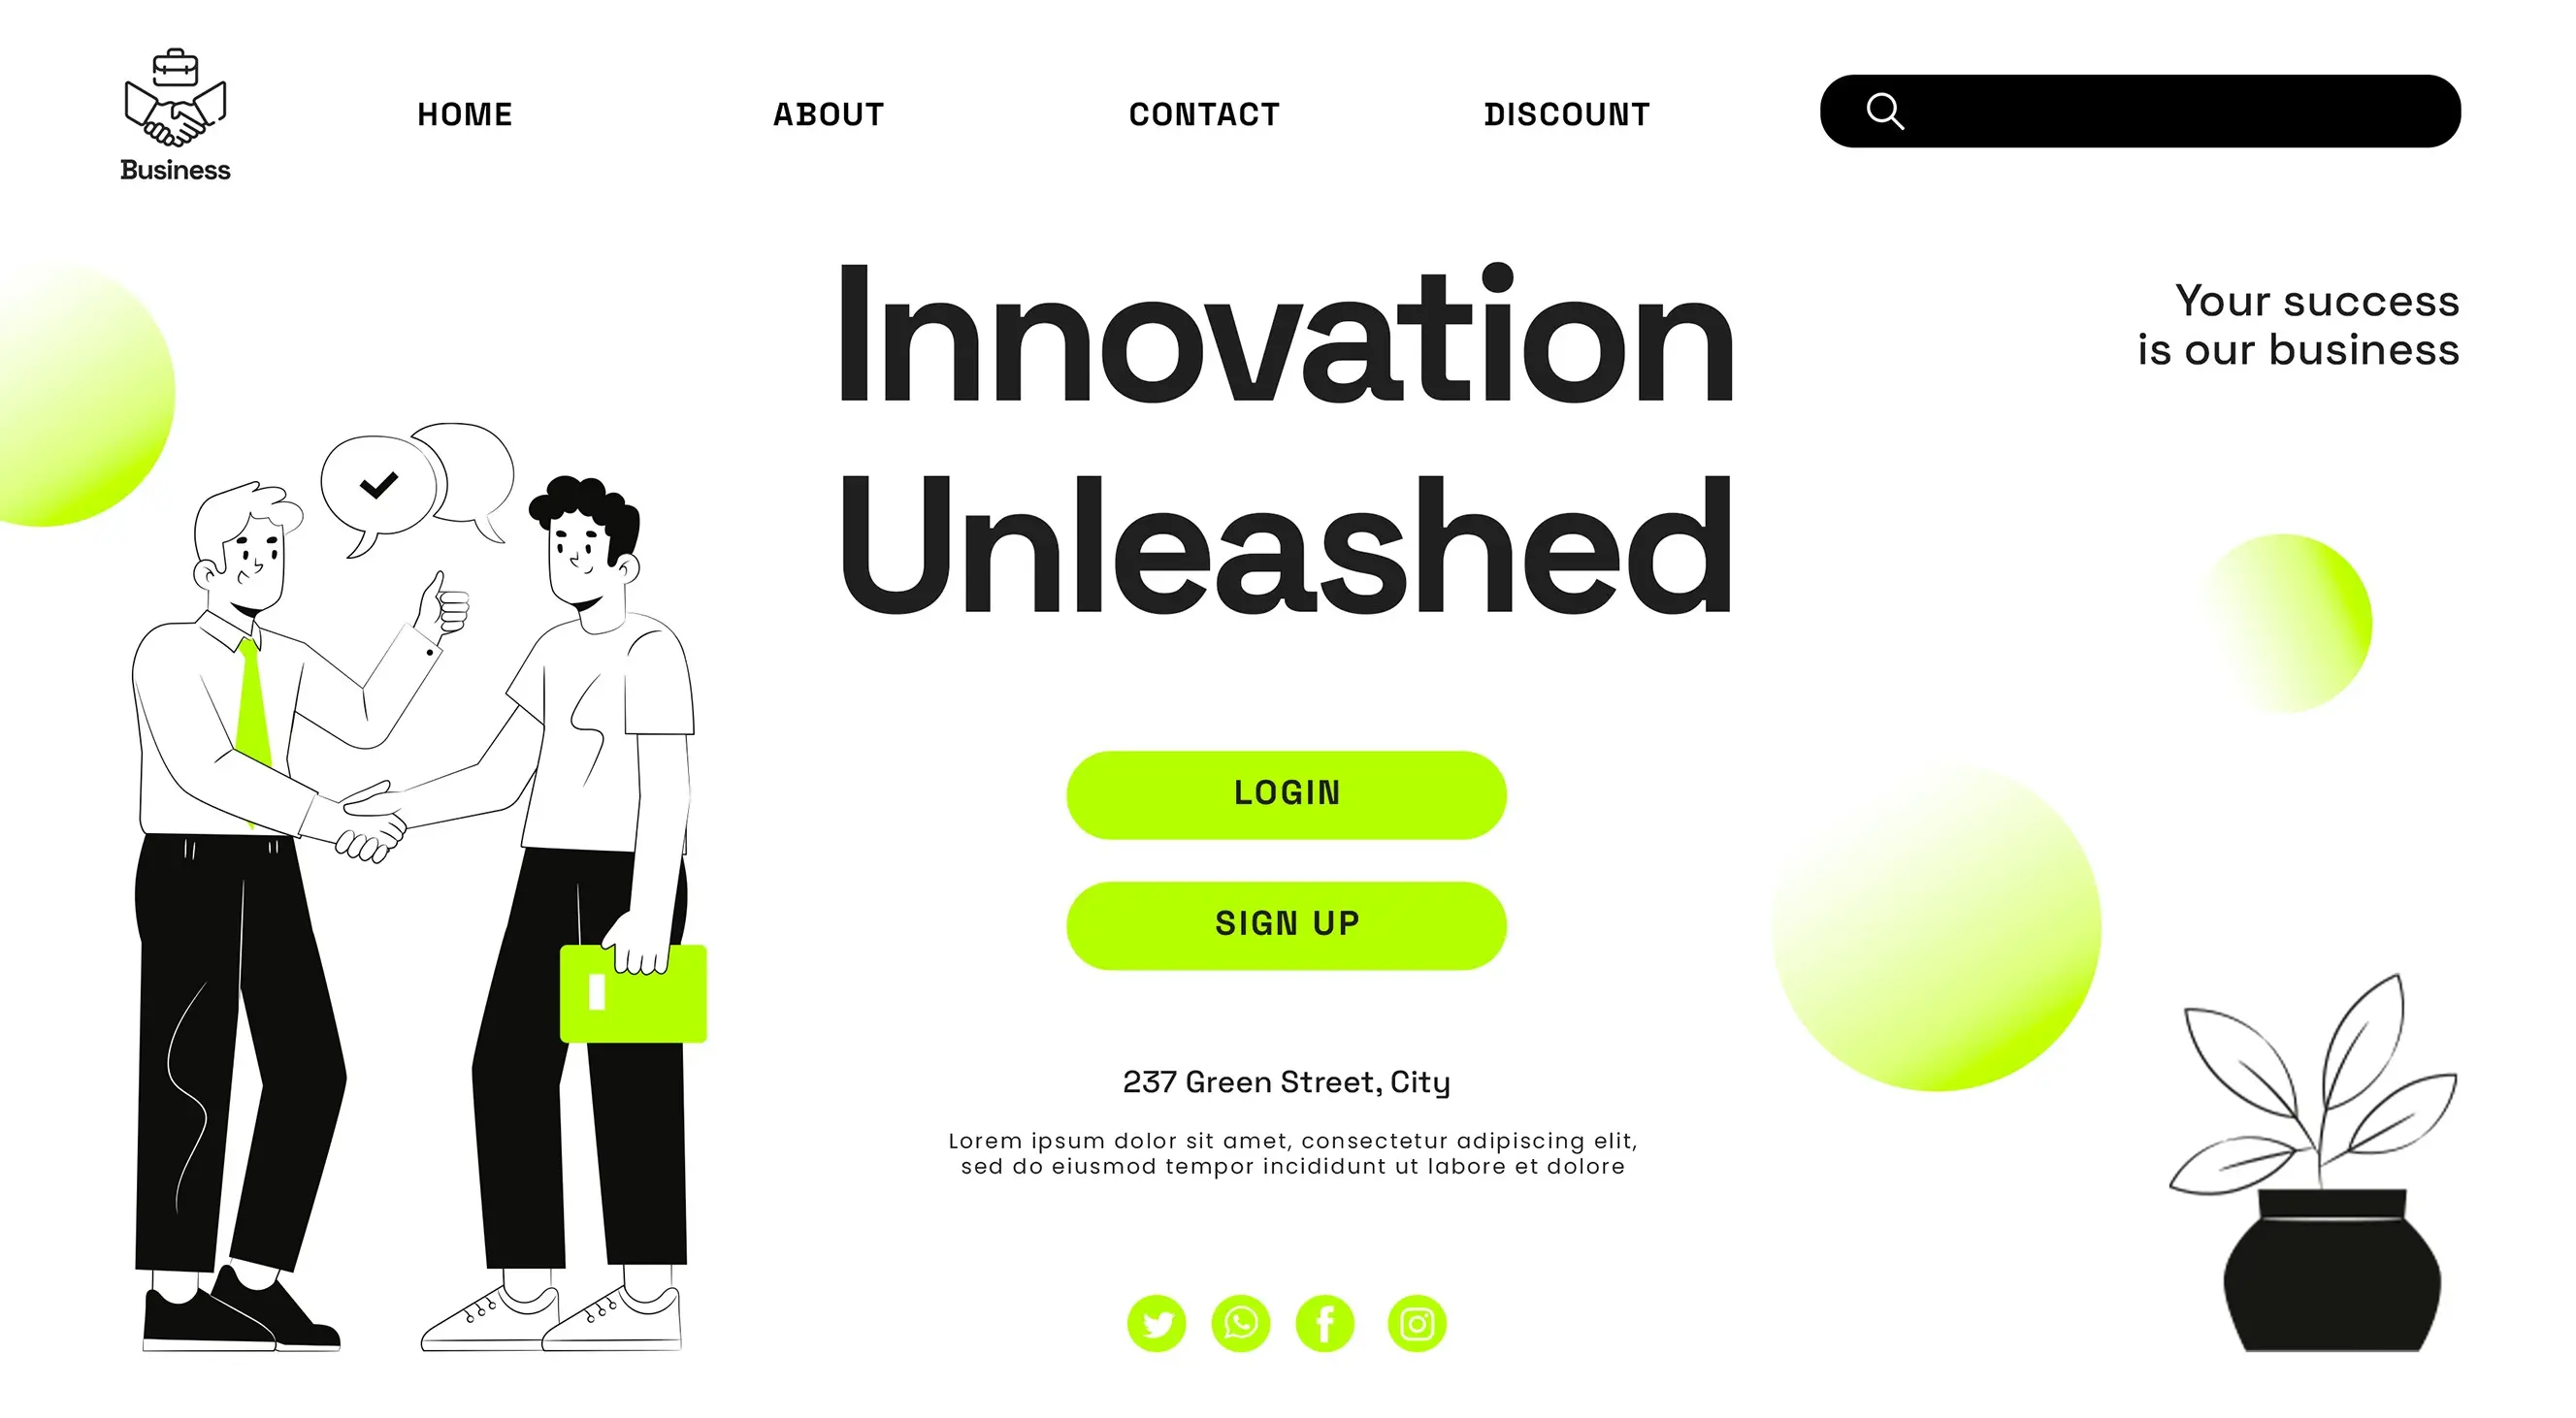 Business
HOME
ABOUT
CONTACT
DISCOUNT
Innovation
Unleashed
Your success
is our business
LOGIN
SIGN UP
237 Green Street, City
Lorem ipsum dolor sit amet, consectetur adipiscing elit,
sed do eiusmod tempor incididunt ut labore et dolore